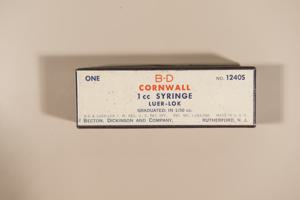 ONE
B-D
NO. 1240S
CORNWALL
1cc SYRINGE
LUER-LOK
GRADUATED IN 1/50 cc.
BECTON, DICKINSON AND COMPANY, RUTHERFORD, N. J.